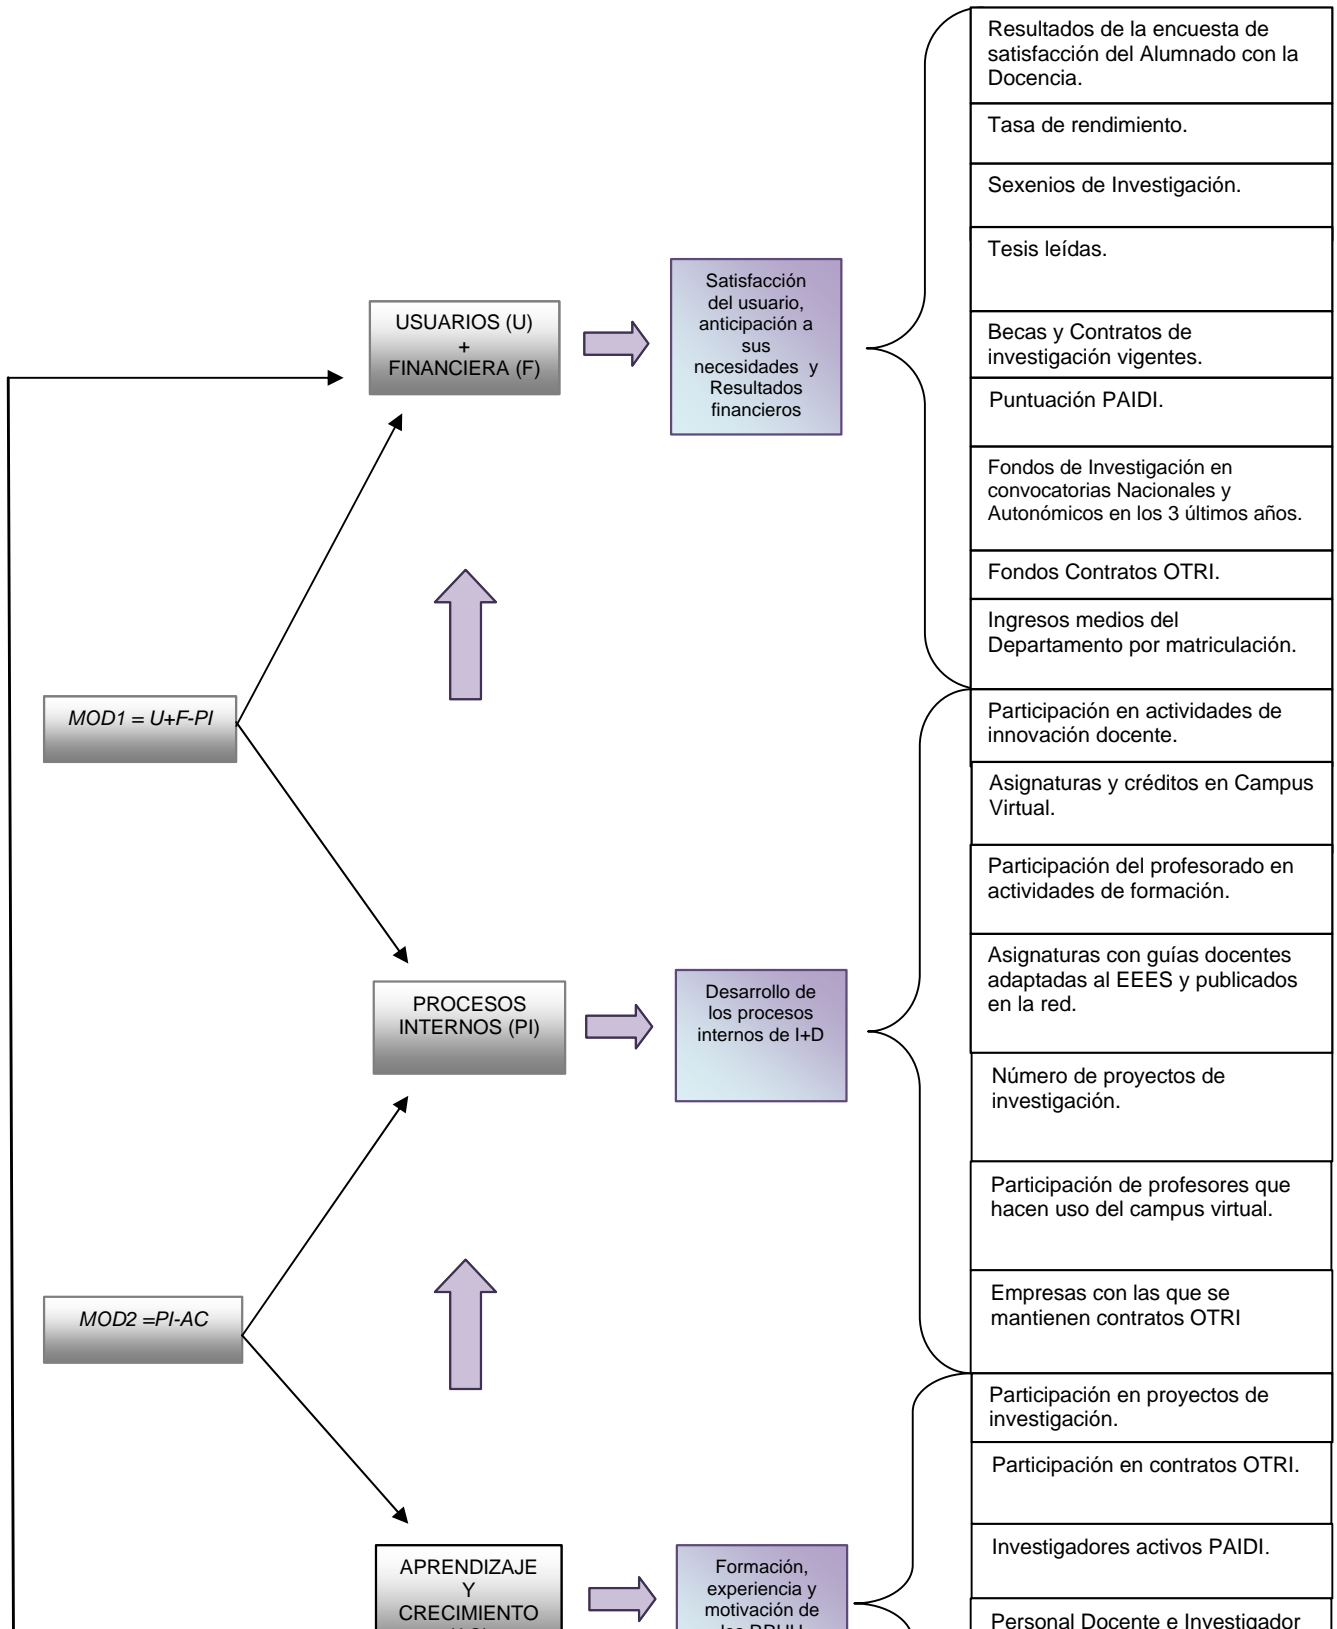 Resultados de la encuesta de
satisfacción del Alumnado con la
Docencia.
Tasa de rendimiento.
Sexenios de Investigación.
Tesis leídas.
Becas y Contratos de
investigación vigentes.
Puntuación PAIDI.
Fondos de Investigación en
convocatorias Nacionales y
Autonómicos en los 3 últimos años.
Fondos Contratos OTRI.
Ingresos medios del
Departamento por matriculación.
USUARIOS (U)
+
FINANCIERA (F)
Satisfacción
del usuario,
anticipación a
sus
necesidades y
Resultados
financieros
MOD1 = U+F-PI
Participación en actividades de
innovación docente.
Asignaturas y créditos en Campus
Virtual.
Participación del profesorado en
actividades de formación.
Asignaturas con guías docentes
adaptadas al EEES y publicados
en la red.
Número de proyectos de
investigación.
Participación de profesores que
hacen uso del campus virtual.
Empresas con las que se
mantienen contratos OTRI
PROCESOS
INTERNOS (PI)
Desarrollo de
los procesos
internos de I+D
MOD2 =PI-AC
Participación en proyectos de
investigación.
Participación en contratos OTRI.
Investigadores activos PAIDI.
Personal Docente e Investigador
APRENDIZAJE
Y
CRECIMIENTO
Formación,
experiencia y
motivación de
los RRHH